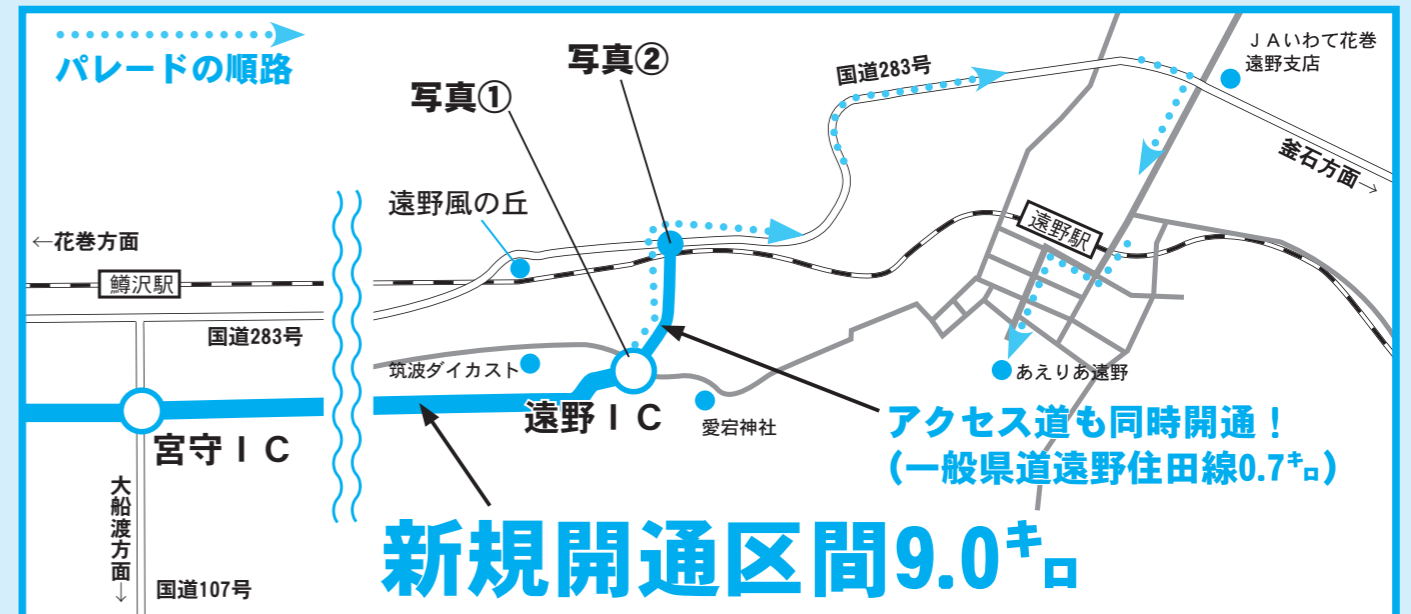 パレードの順路
写真②
写真①
国道283号
ＪＡいわて花巻
遠野支店
釜石方面→
遠野風の丘
遠野駅
←花巻方面
鱒沢駅
国道283号
筑波ダイカスト
あえりあ遠野
遠野ＩＣ
愛宕神社
宮守ＩＣ
アクセス道も同時開通！
（一般県道遠野住田線0.7㌔）
大船渡方面→
国道107号
新規開通区間9.0㌔